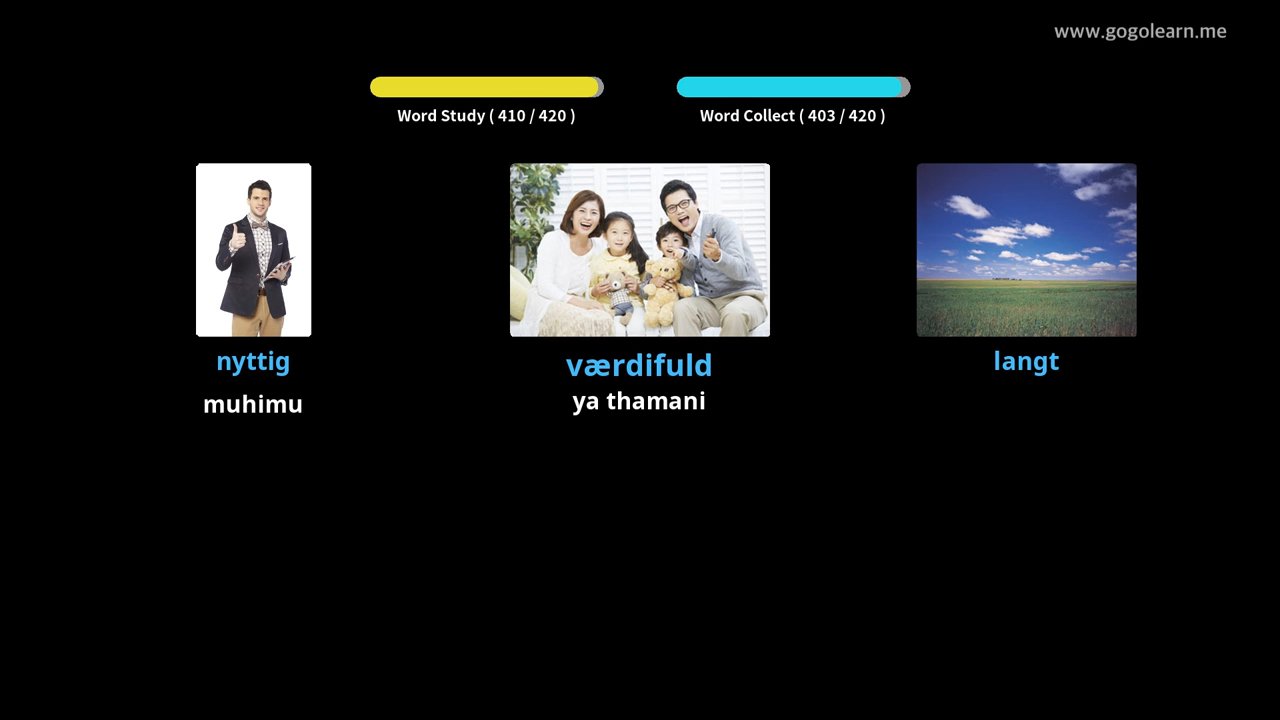 www.gogolearn.me
Word Study ( 410 / 420 )
Word Collect ( 403 / 420 )
nyttig
muhimu
værdifuld
ya thamani
langt